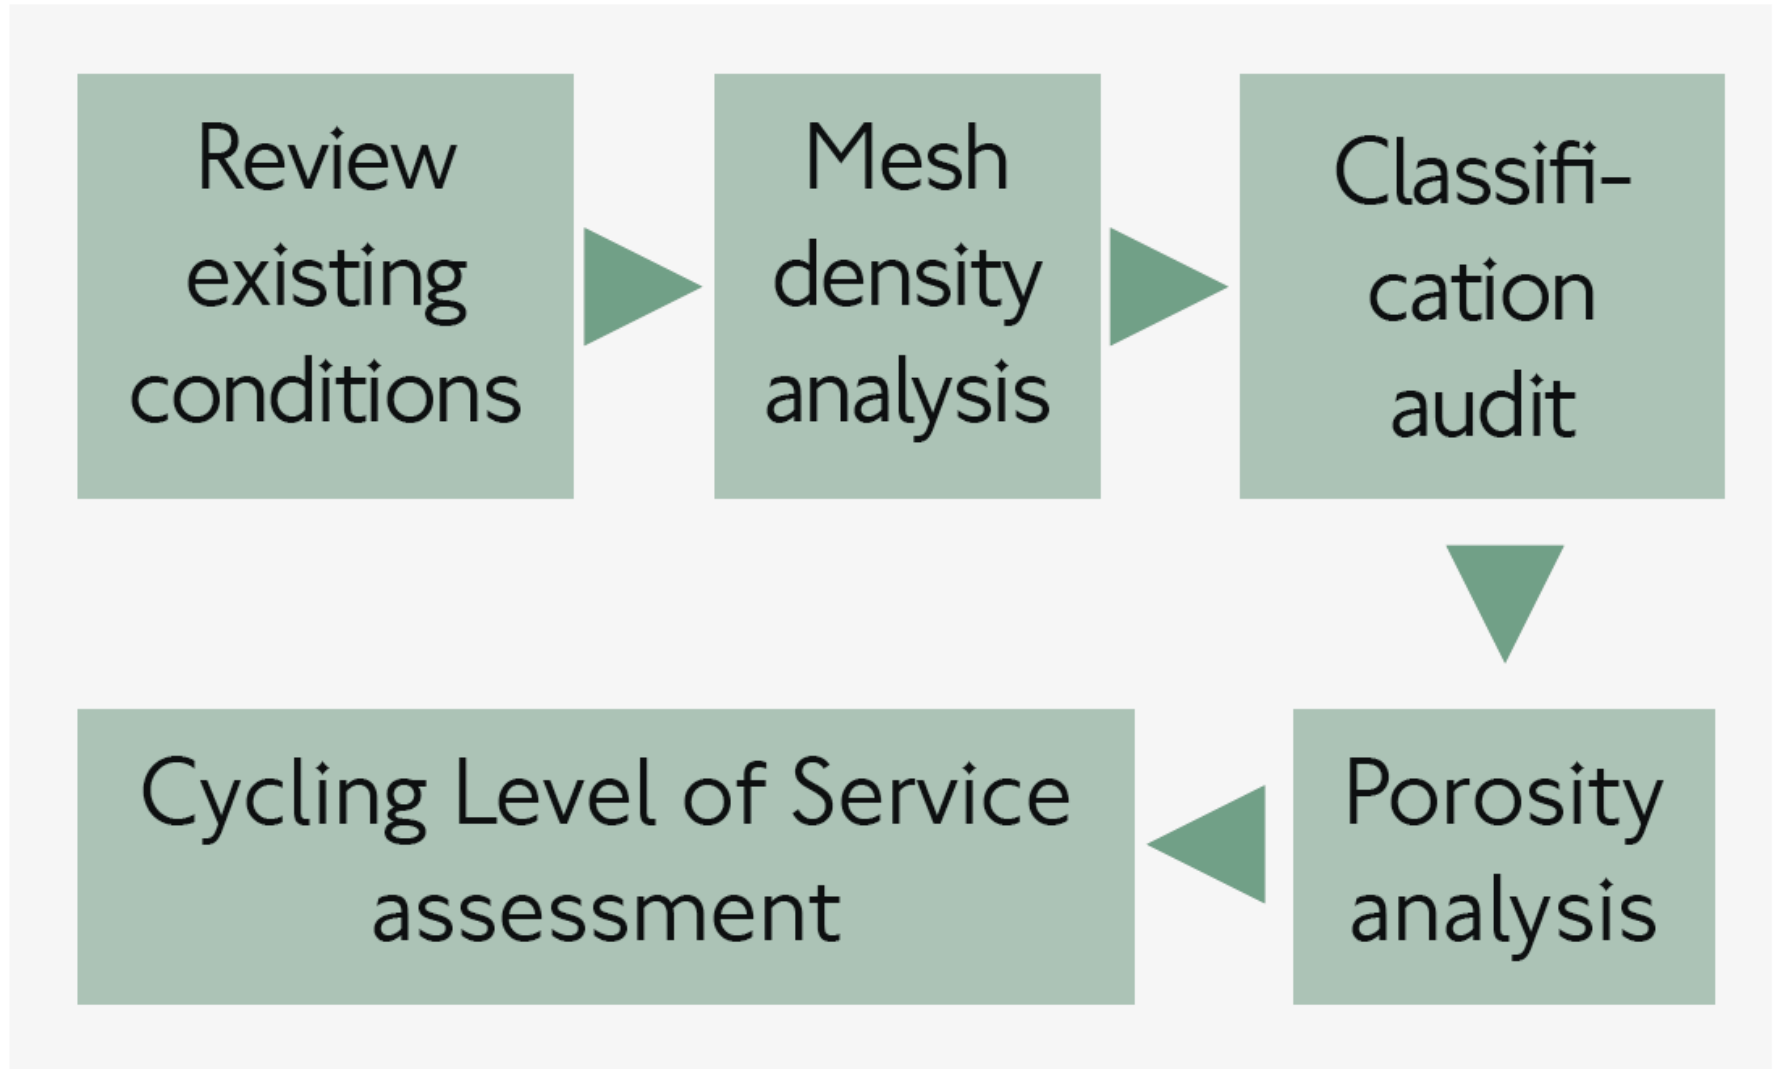 Review
existing
conditions
Mesh
density
analysis
Classifi-
cation
audit
Porosity
analysis
Cycling Level of Service
assessment